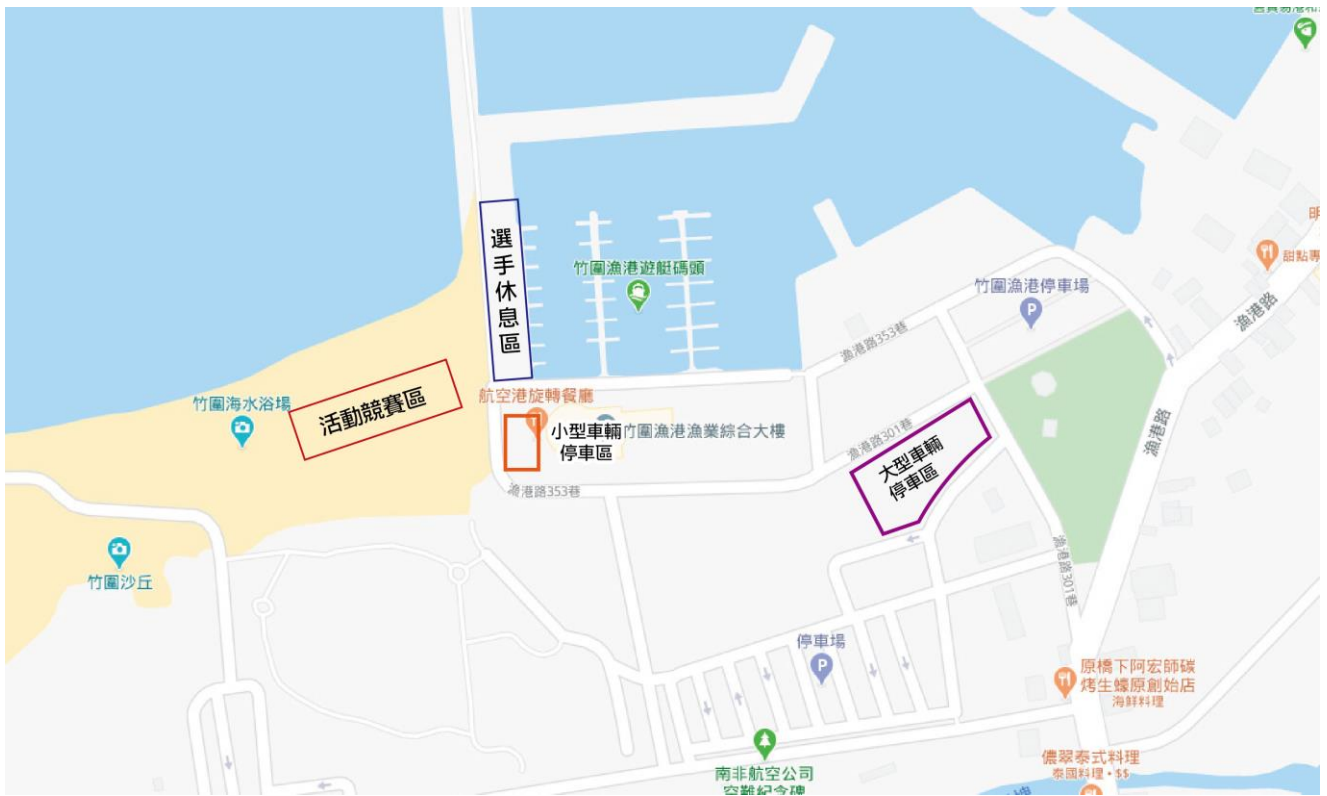 選手休息區
竹圍漁港遊艇碼頭
竹圍漁港停車場
P
甜點專
漁港路
漁港路353巷
竹圍海水浴場
活動競賽區
航空港旋轉餐廳
小型車輛
停車區
竹圍漁港漁業綜合大樓
漁港路301巷
大型車輛
停車區
漁港路
漁港路353巷
竹圍沙丘
漁港路301巷
停車場
P
原橋下阿宏師碳
烤生蠔原創始店
海鮮料理
南非航空公司
空難紀念碑
儂翠泰式料理
泰國料理・$$